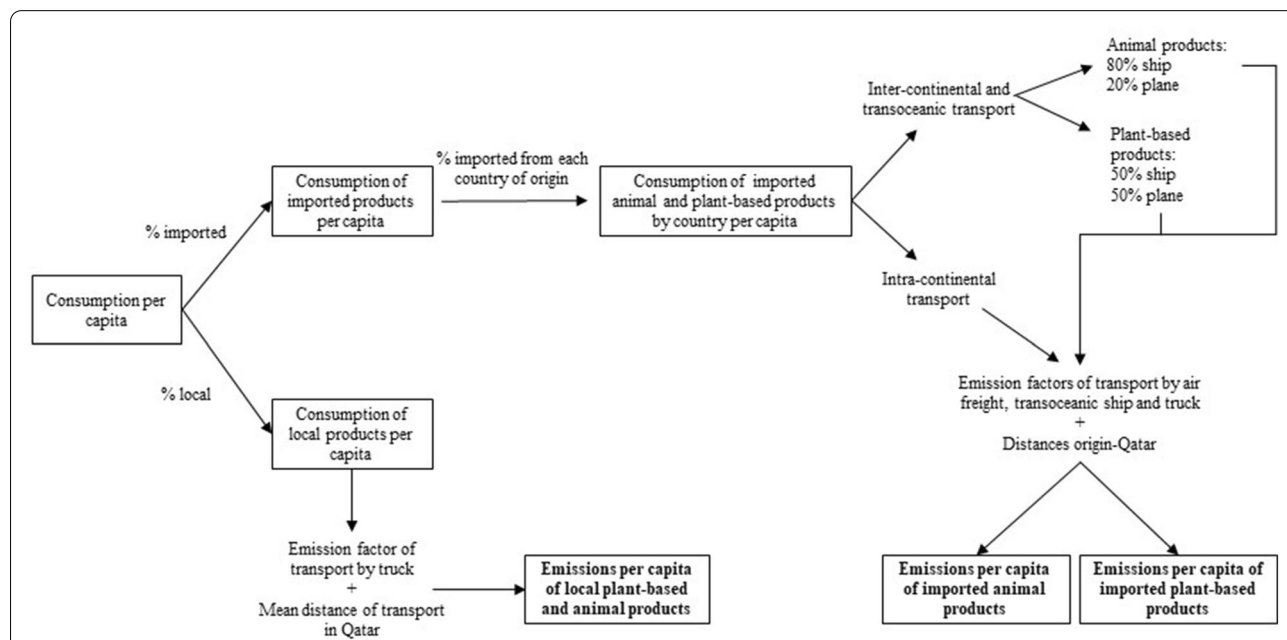 Animal products:
80% ship
20% plane
Inter-continental and
transoceanic transport
Plant-based
products:
50% ship
50% plane
% imported from each
country of origin
Consumption of
imported products
per capita
Consumption of imported
animal and plant-based products
by country per capita
% imported
Intra-continental
transport
Consumption per
capita
% local
Emission factors of transport by air
freight, transoceanic ship and truck
+
Distances origin-Qatar
Consumption of
local products per
capita
Emission factor of
transport by truck
+
Mean distance of transport
in Qatar
Emissions per capita
of local plant-based
and animal products
Emissions per capita
of imported animal
products
Emissions per capita of
imported plant-based
products